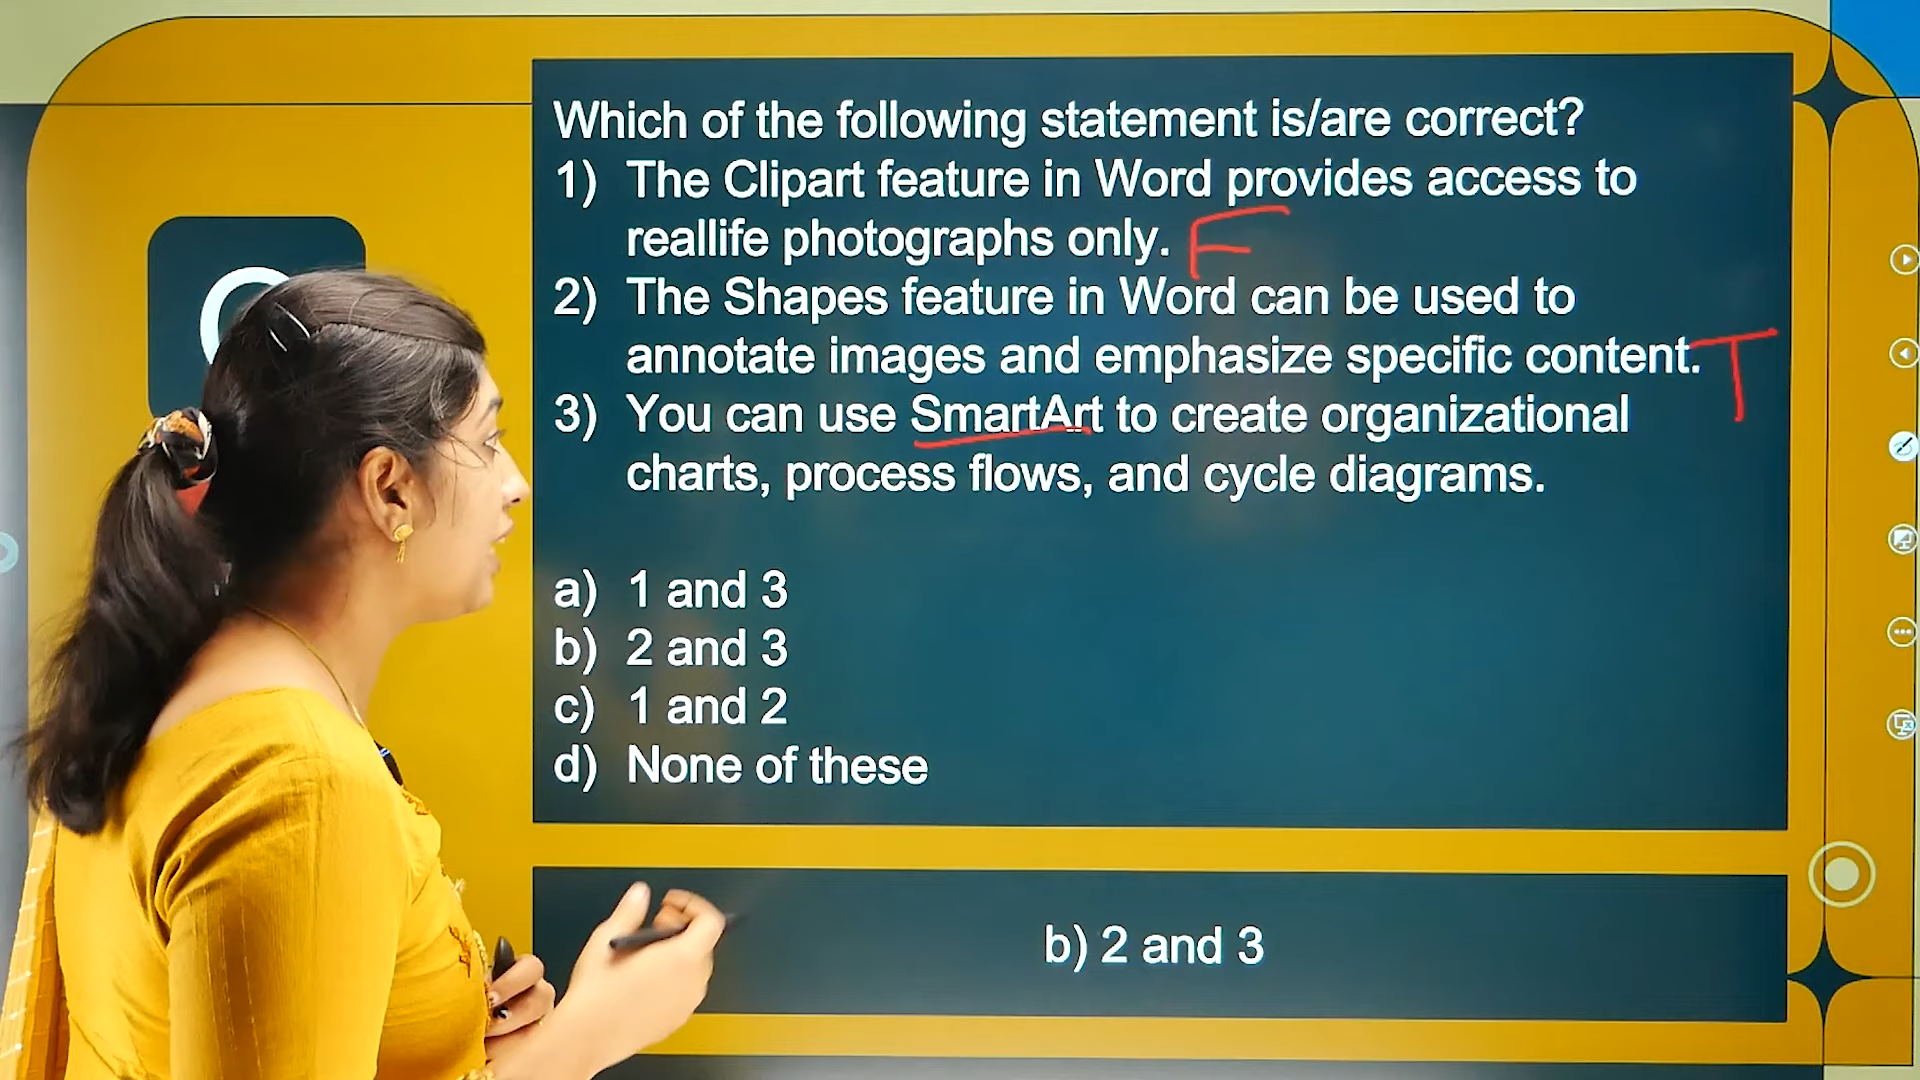 Which of the following statement is/are correct?
1) The Clipart feature in Word provides access to
reallife photographs only. F
2) The Shapes feature in Word can be used to
annotate images and emphasize specific content. T
3) You can use SmartArt to create organizational
charts, process flows, and cycle diagrams.
a) 1 and 3
b) 2 and 3
c) 1 and 2
d) None of these
b) 2 and 3